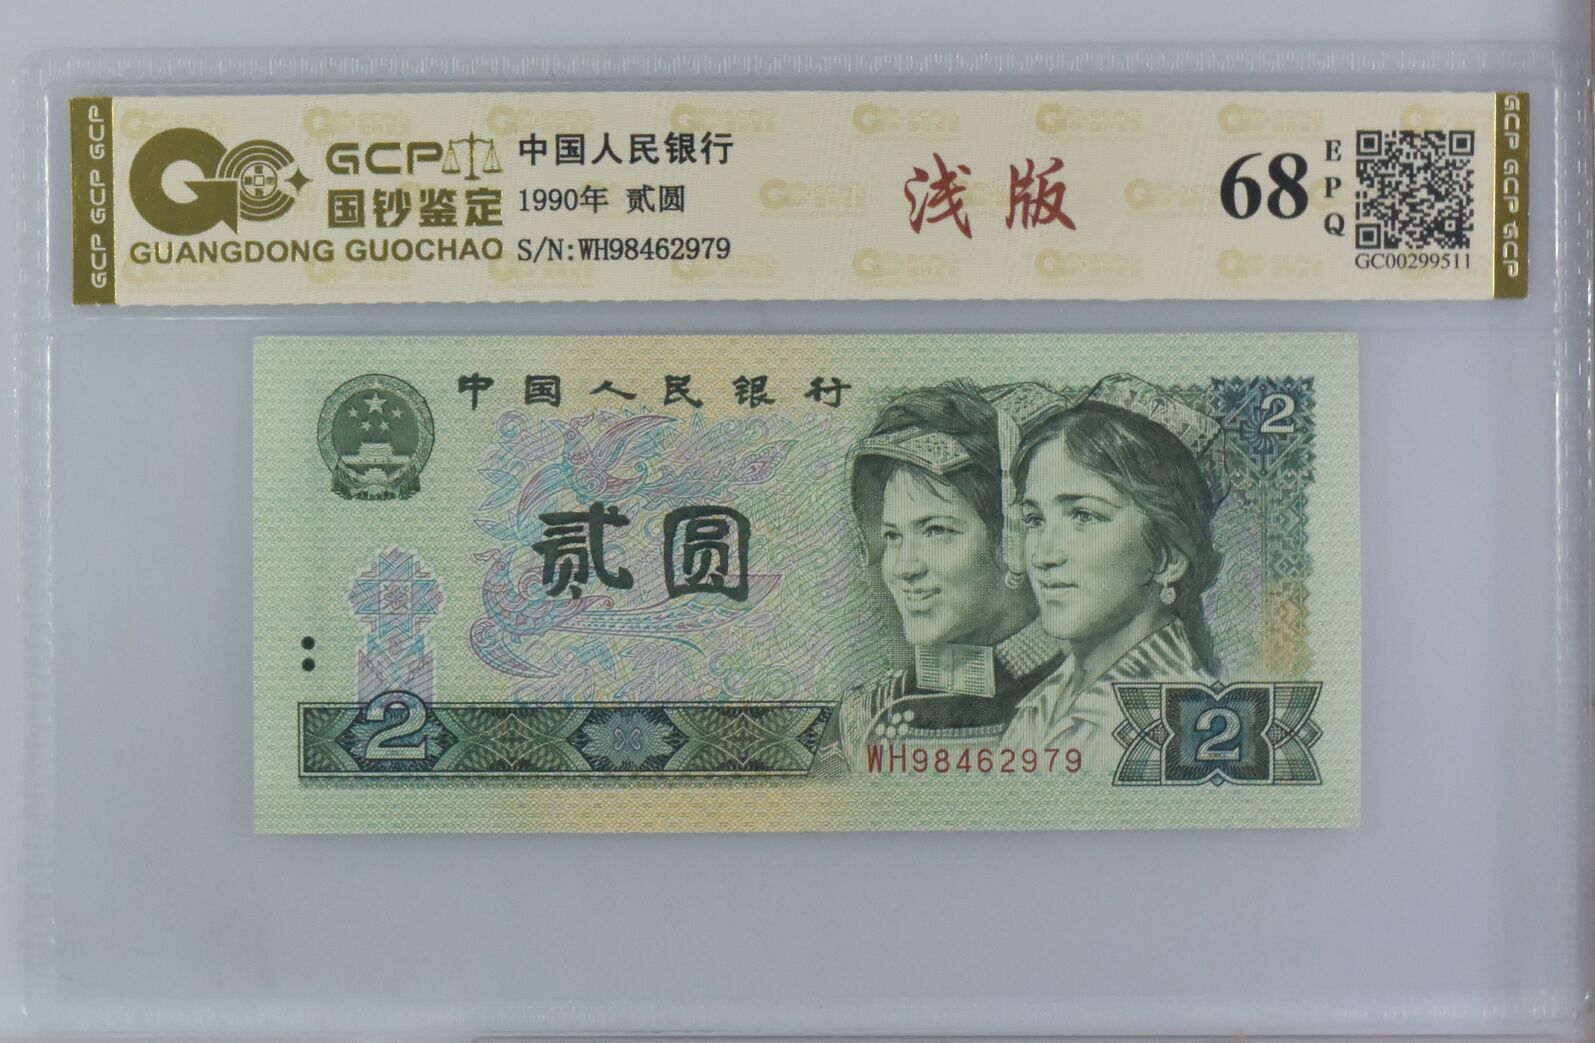 GCP GCP GCP
GCP
国钞鉴定
GUANGDONG GUOCHAO
中国人民银行
1990年 贰圆
S/N:WH98462979
浅版
68
EPQ
GC00299511
GCP GCP GCP
中国人民银行
2
贰圆
2
WH98462979
2